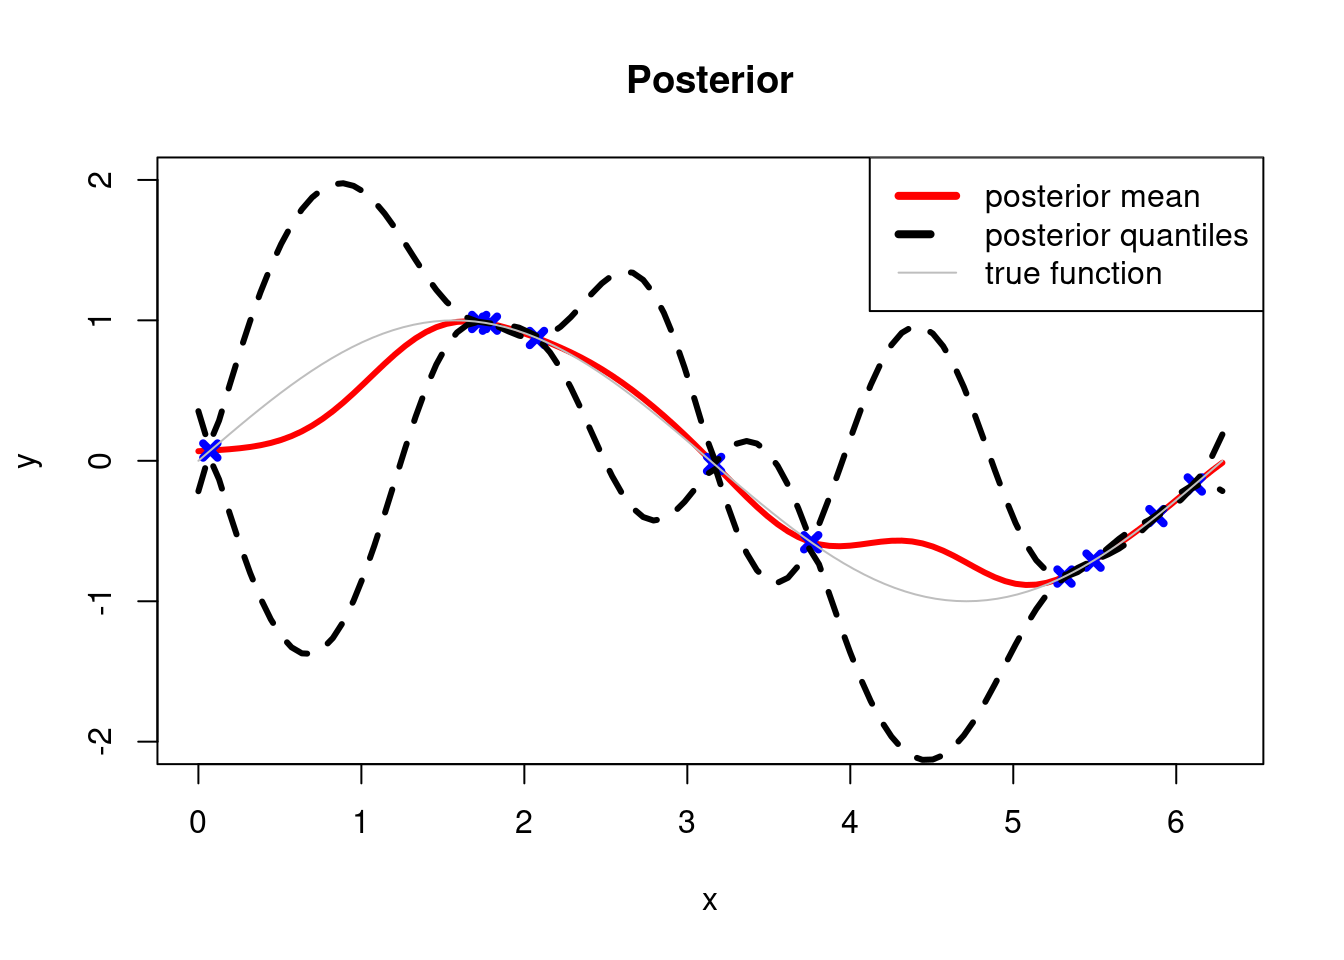 Posterior
posterior mean
posterior quantiles
true function
y
2
1
0
-1
-2
0 1 2 3 4 5 6
x